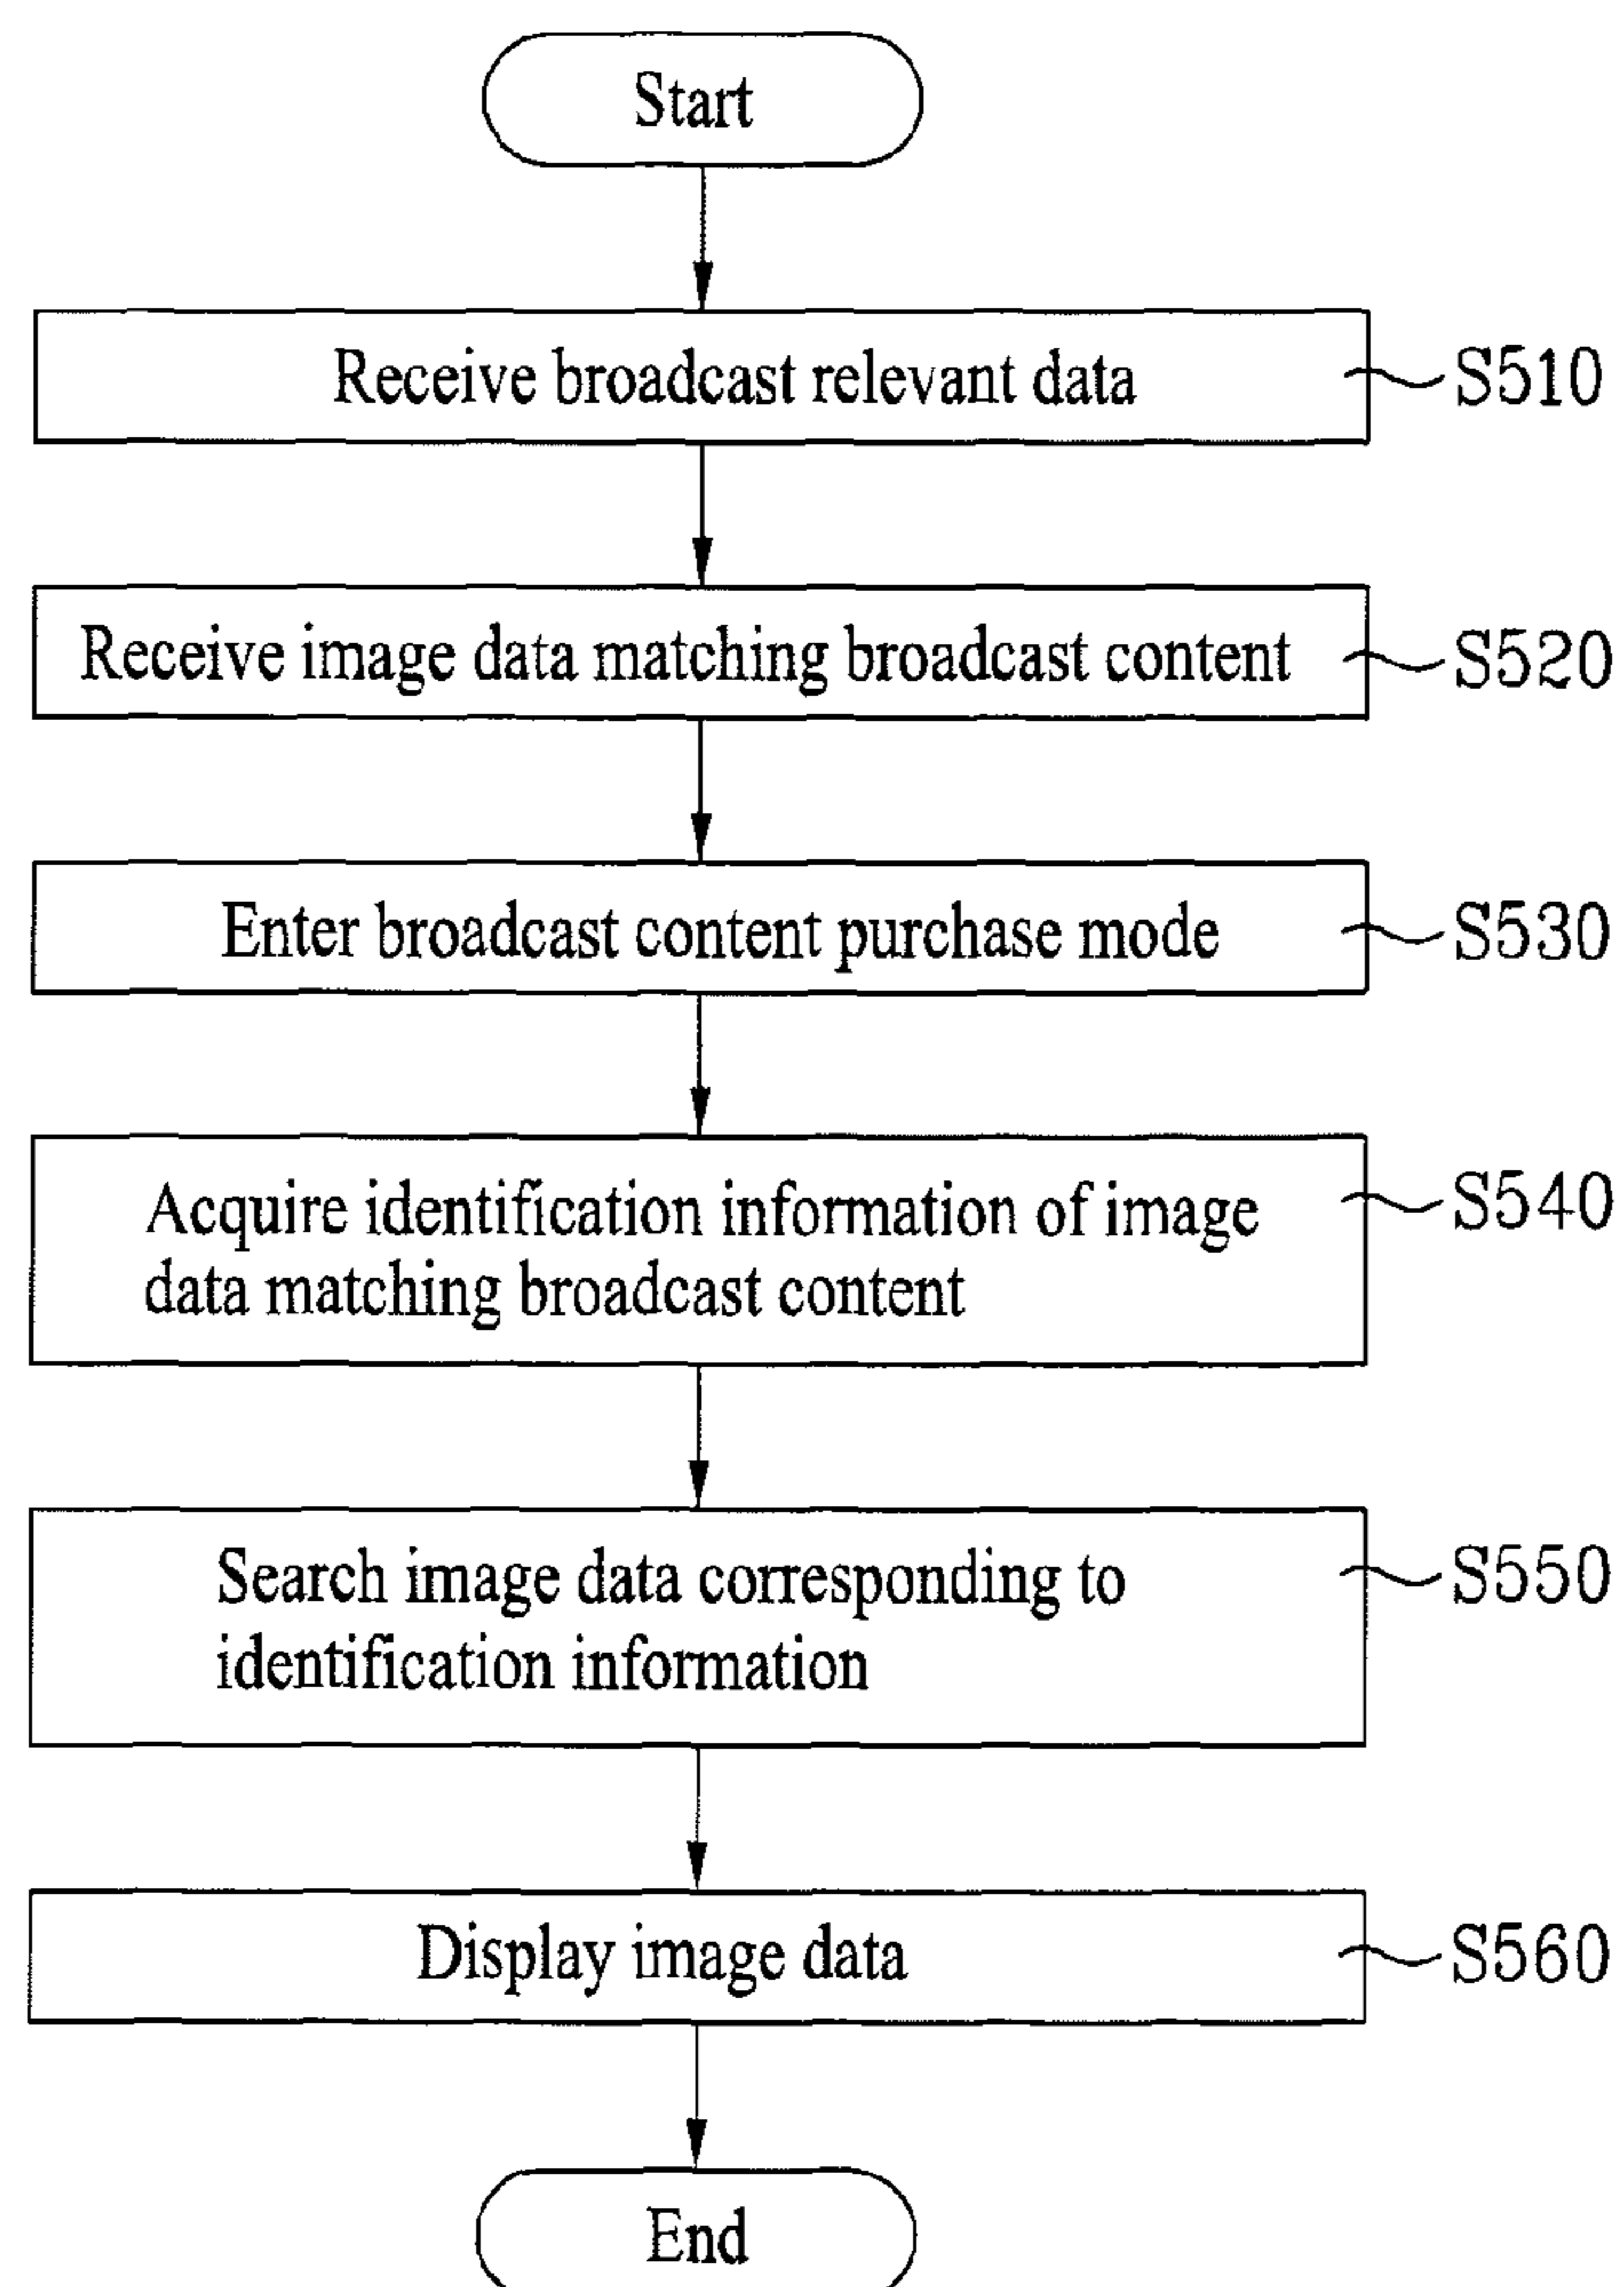 Start
Receive broadcast relevant data
S510
Receive image data matching broadcast content
S520
Enter broadcast content purchase mode
S530
Acquire identification information of image
data matching broadcast content
S540
Search image data corresponding to
identification information
S550
Display image data
S560
End